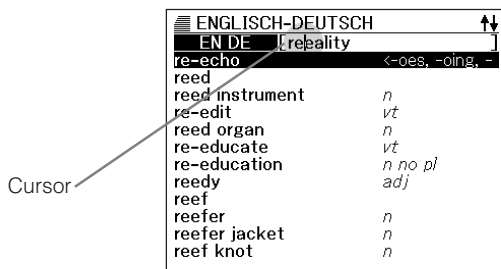 ENGLISCH-DEUTSCH
EN DE [reeality ]
re-echo <-oes, -oing, -
reed
reed instrument n
re-edit vt
reed organ n
re-educate vt
re-education n no pl
reedy adj
reef
reefer n
reefer jacket n
reef knot n
Cursor